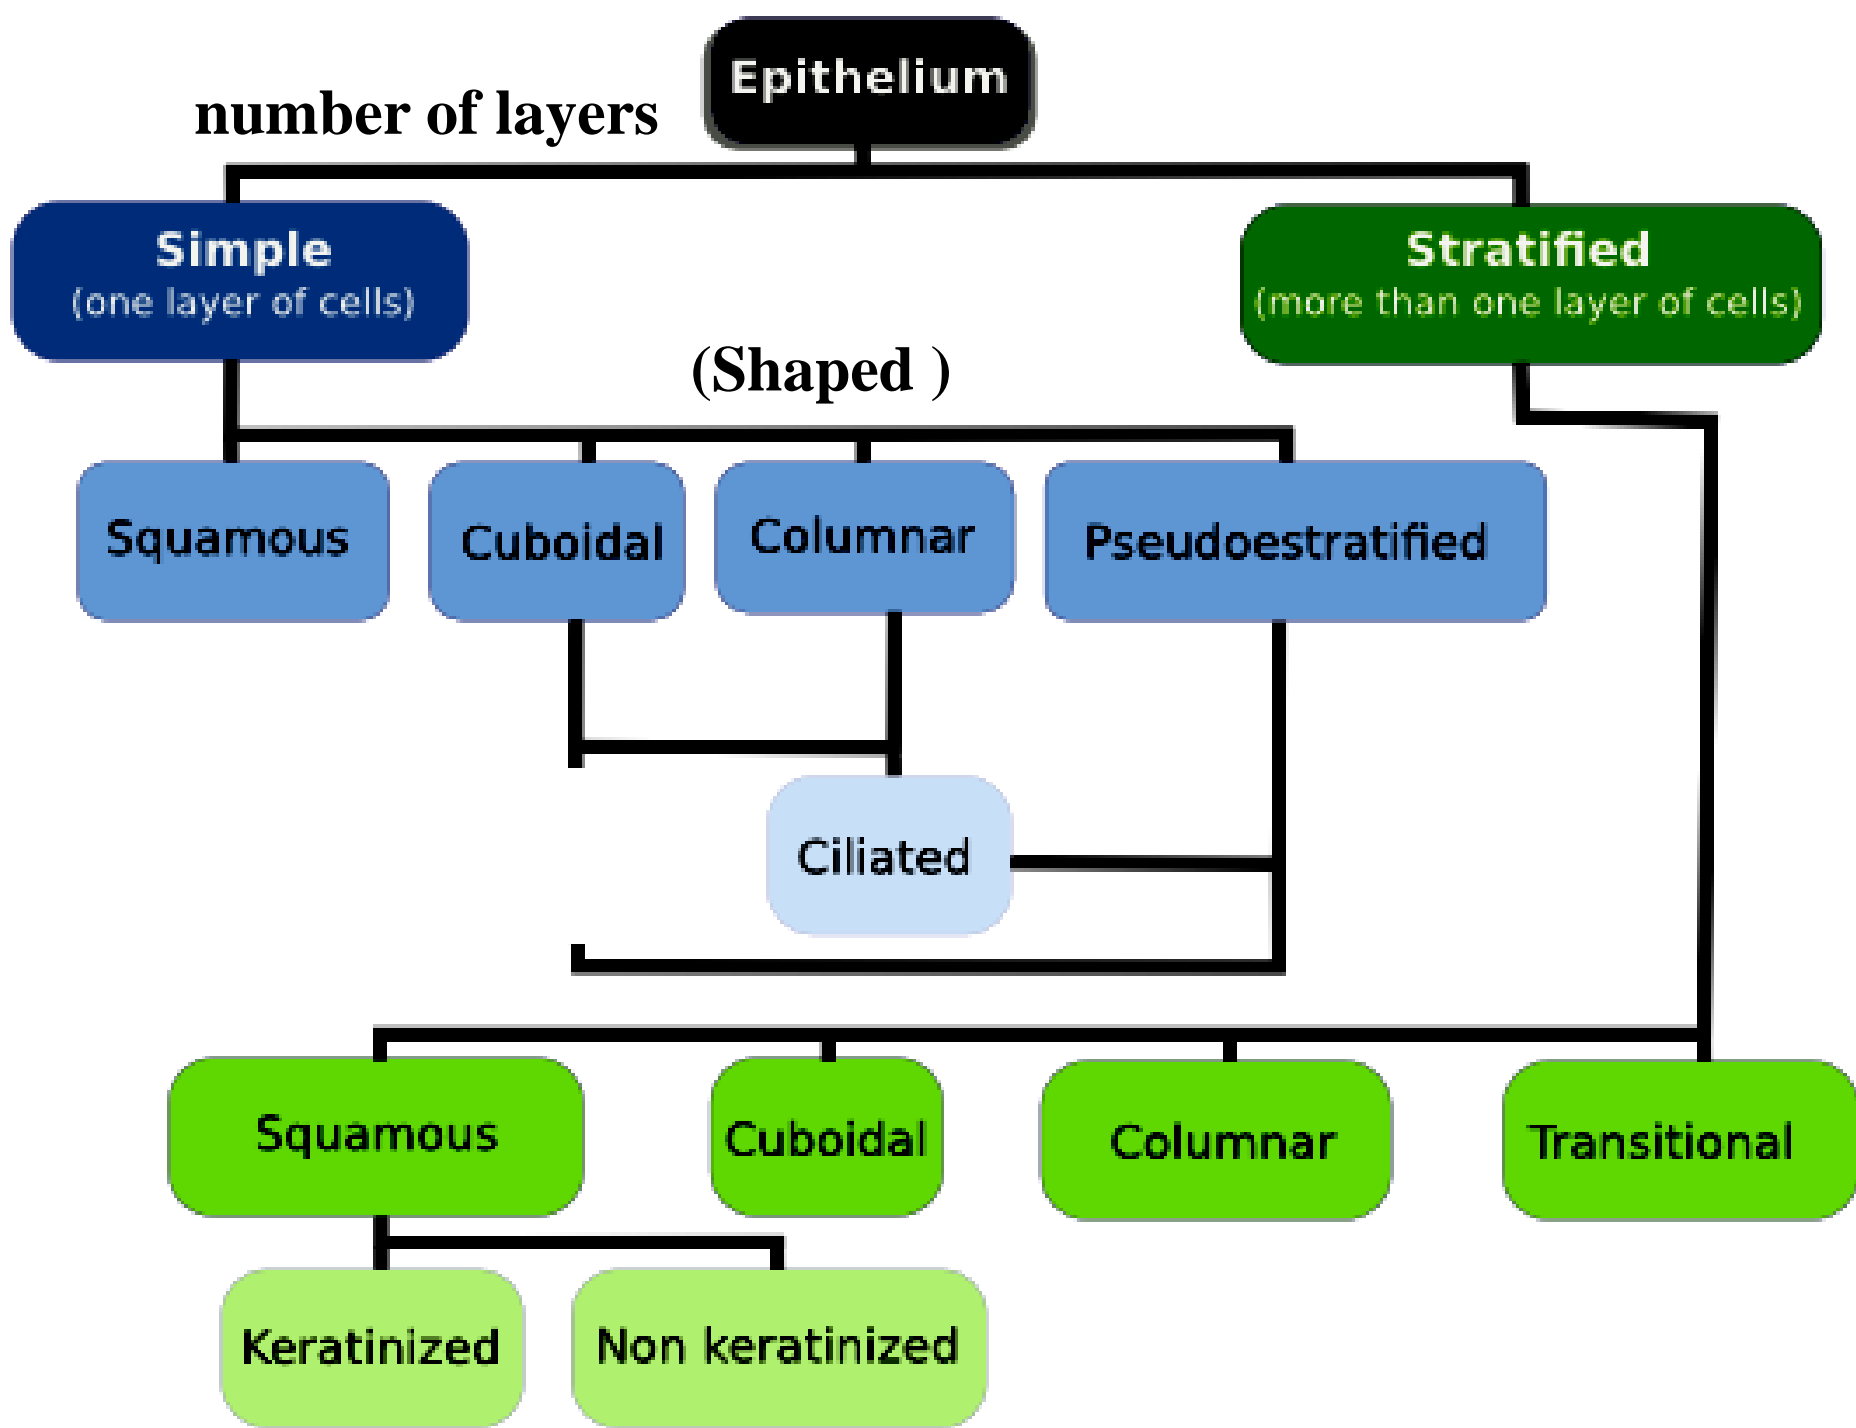 Epithelium
number of layers
Simple
(one layer of cells)
Stratified
(more than one layer of cells)
(Shaped )
Squamous
Cuboidal
Columnar
Pseudoestratified
Ciliated
Squamous
Cuboidal
Columnar
Transitional
Keratinized
Non keratinized